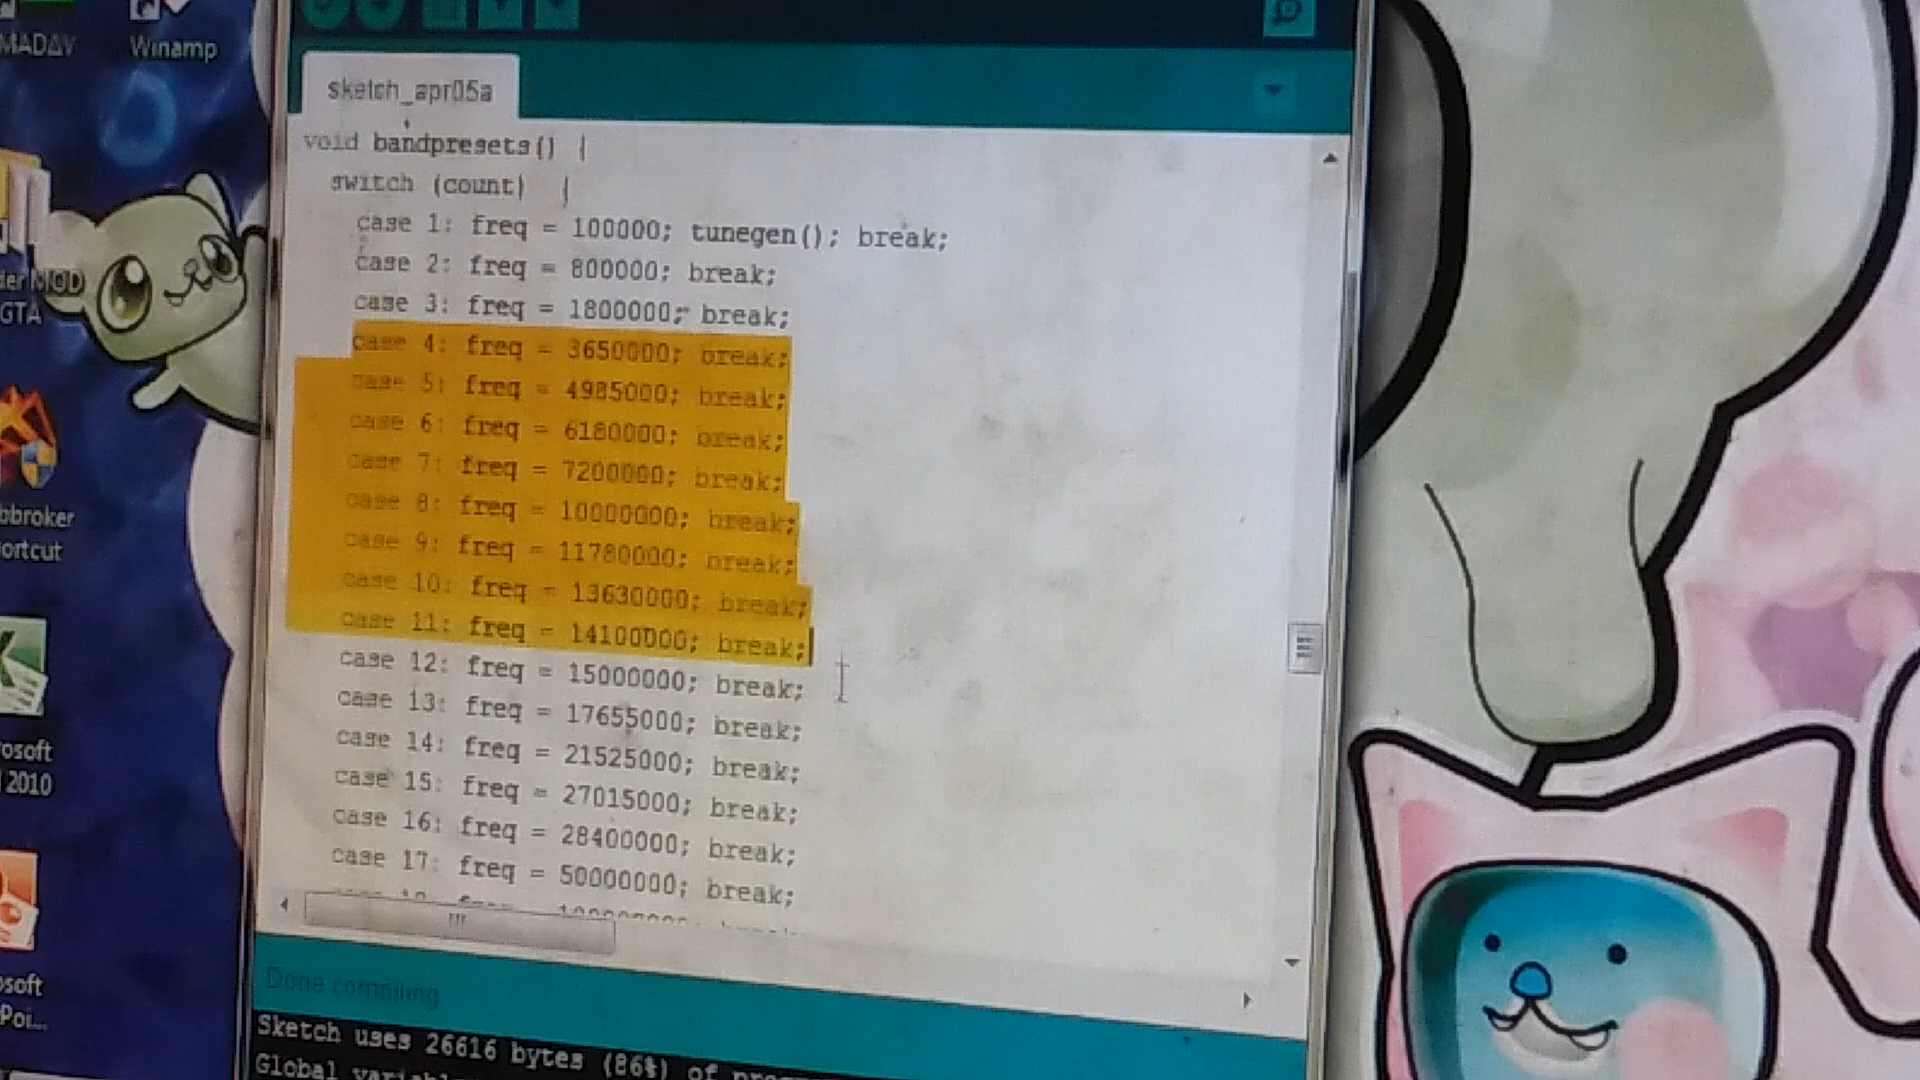 Winamp
sketch_apr05a
void bandpresets() {
switch (count) {
case 1: freq = 100000; tunegen(); break;
case 2: freq = 800000; break;
case 3: freq = 1800000; break;
case 4: freq = 3650000; break;
case 5: freq = 4985000; break;
case 6: freq = 6180000; break;
case 7: freq = 7200000; break;
case 8: freq = 10000000; break;
case 9: freq = 11780000; break;
case 10: freq = 13630000; break;
case 11: freq = 14100000; break;
case 12: freq = 15000000; break;
case 13: freq = 17655000; break;
case 14: freq = 21525000; break;
case 15: freq = 27015000; break;
case 16: freq = 28400000; break;
case 17: freq = 50000000; break;
Done compiling
Sketch uses 26616 bytes (86%) of
Global
MOD
GTA
2010